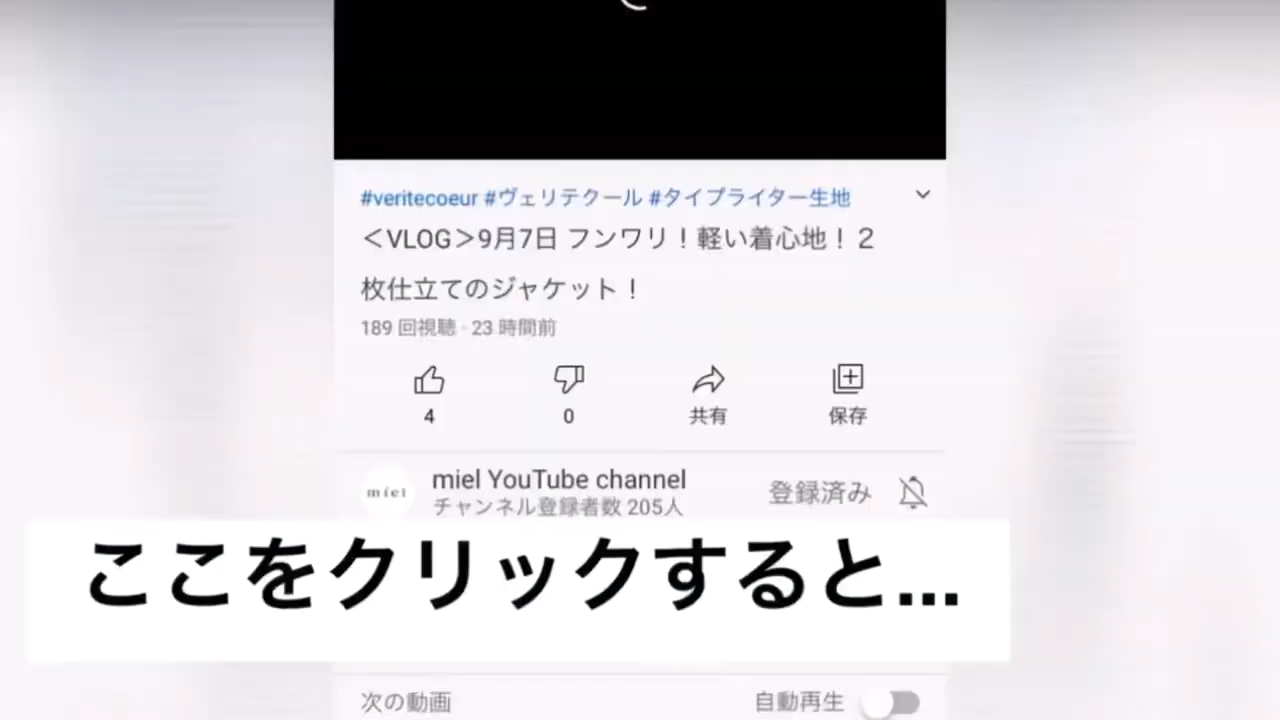 #veritecoeur #ヴェリテクール #タイプライター生地
＜VLOG＞9月7日 フンワリ！軽い着心地！２
枚仕立てのジャケット！
189 回視聴・23 時間前
4
0
共有
保存
miel
miel YouTube channel
チャンネル登録者数 205人
登録済み
ここをクリックすると...
次の動画
自動再生